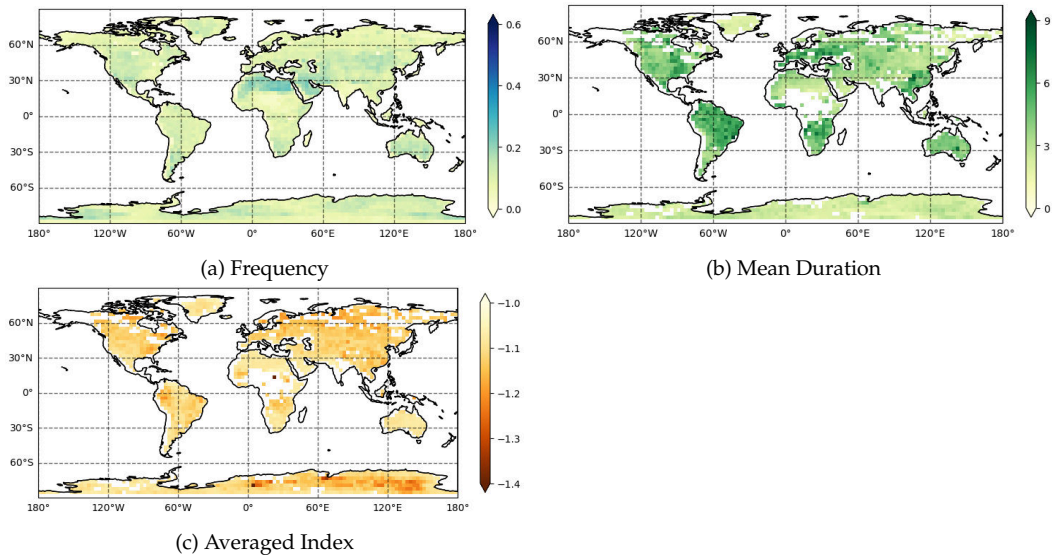 60°N
30°N
0°
30°S
60°S
180°
120°W
60°W
0°
60°E
120°E
180°
0.6
0.4
0.2
0.0
(a) Frequency
60°N
30°N
0°
30°S
60°S
180°
120°W
60°W
0°
60°E
120°E
180°
9
6
3
0
(b) Mean Duration
60°N
30°N
0°
30°S
60°S
180°
120°W
60°W
0°
60°E
120°E
180°
−1.0
−1.1
−1.2
−1.3
−1.4
(c) Averaged Index